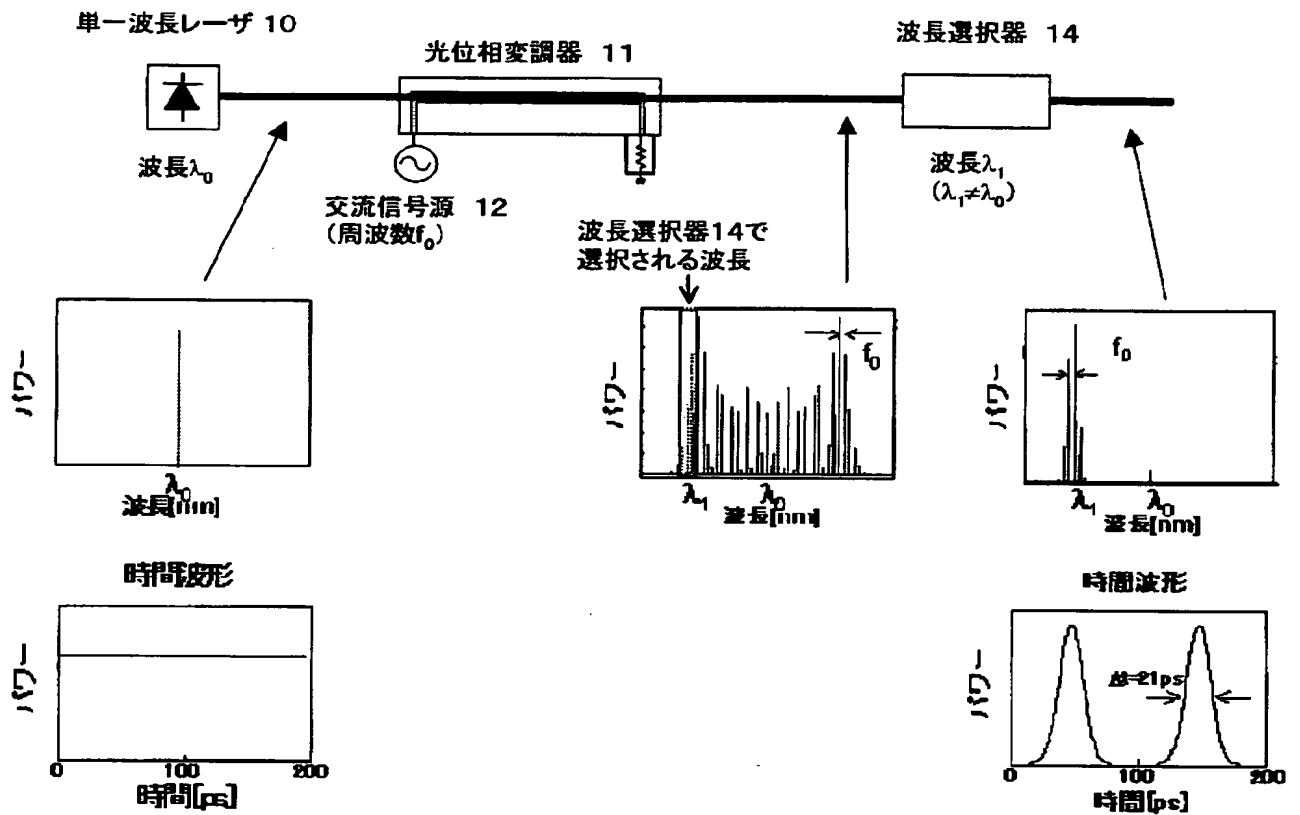 単一波長レーザ 10
光位相変調器 11
波長選択器 14
波長λ0
交流信号源 12
(周波数f0)
波長λ1
(λ1≠λ0)
波長選択器14で
選択される波長
パワー
λ0
波長[nm]
パワー
f0
λ1
λ0
波長[nm]
パワー
f0
λ1
λ0
波長[nm]
時間波形
パワー
0
100
200
時間[ps]
時間波形
パワー
Δt=21ps
0
100
200
時間[ps]